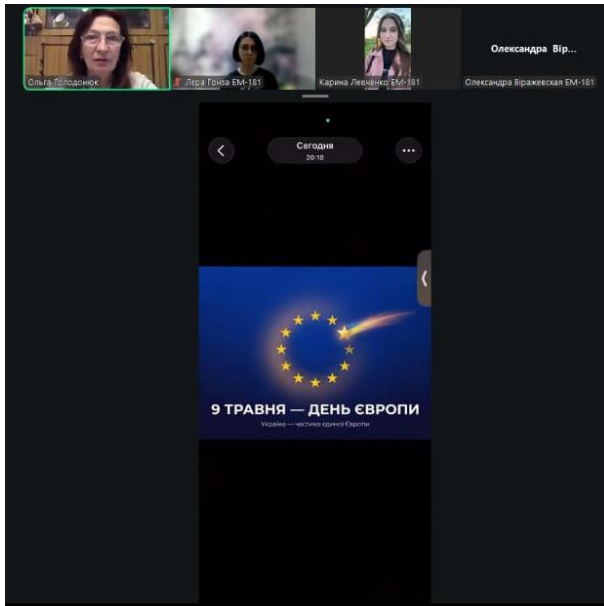 Олександра Вір...
Ольга Голодонюк
Лєра Гонза ЕМ-181
Карина Левченко ЕМ-181
Олександра Віражевская ЕМ-181
Сегодня
20:16
9 ТРАВНЯ — ДЕНЬ ЄВРОПИ
Україна — частина єдиної Європи